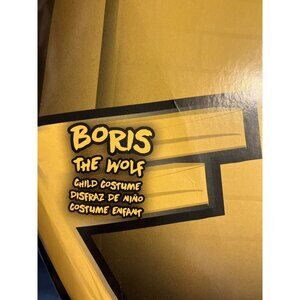 BORIS
THE WOLF
CHILD COSTUME
DISFRAZ DE NIÑO
COSTUME ENFANT